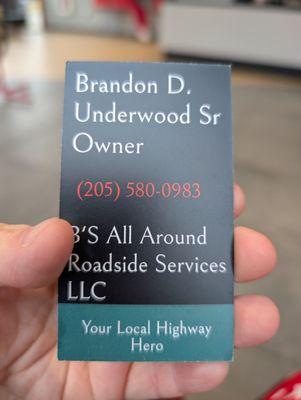 Brandon D.
Underwood Sr
Owner
(205) 580-0983
B'S All Around
Roadside Services
LLC
Your Local Highway
Hero